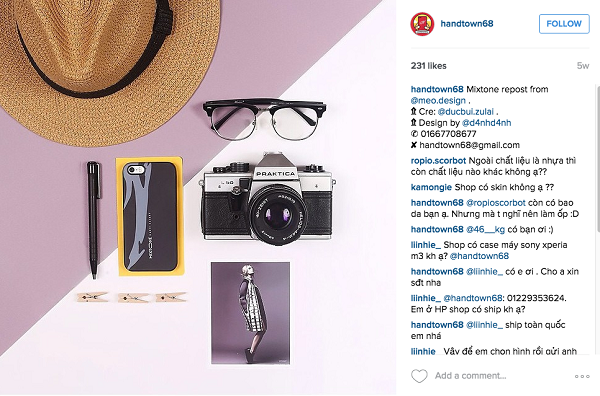 PRAKTICA
handtown68
FOLLOW
231 likes
5w
handtown68 Mixtone repost from
@meo.design .
Cre: @ducbui.zulai .
Design by @d4nhd4nh
✆ 01667708677
✘ handtown68@gmail.com
ropio.scorbot Ngoài chất liệu là nhựa thì
còn chất liệu nào khác không ạ??
kamongie Shop có skin không ạ ??
handtown68 @ropioscorbot còn có bao
da bạn ạ. Nhưng mà t nghĩ nên làm ốp :D
handtown68 @46__kg có bạn ơi :)
liinhie_ Shop có case máy sony xperia
m3 kh ạ? @handtown68
handtown68 @liinhie_ có e ơi . Cho a xin
sđt nha
liinhie_ @handtown68: 01229353624.
Em ở HP shop có ship kh ạ?
handtown68 @liinhie_ ship toàn quốc
em nhá
liinhie_ Vậy để em chọn hình rồi gửi anh
Add a comment...